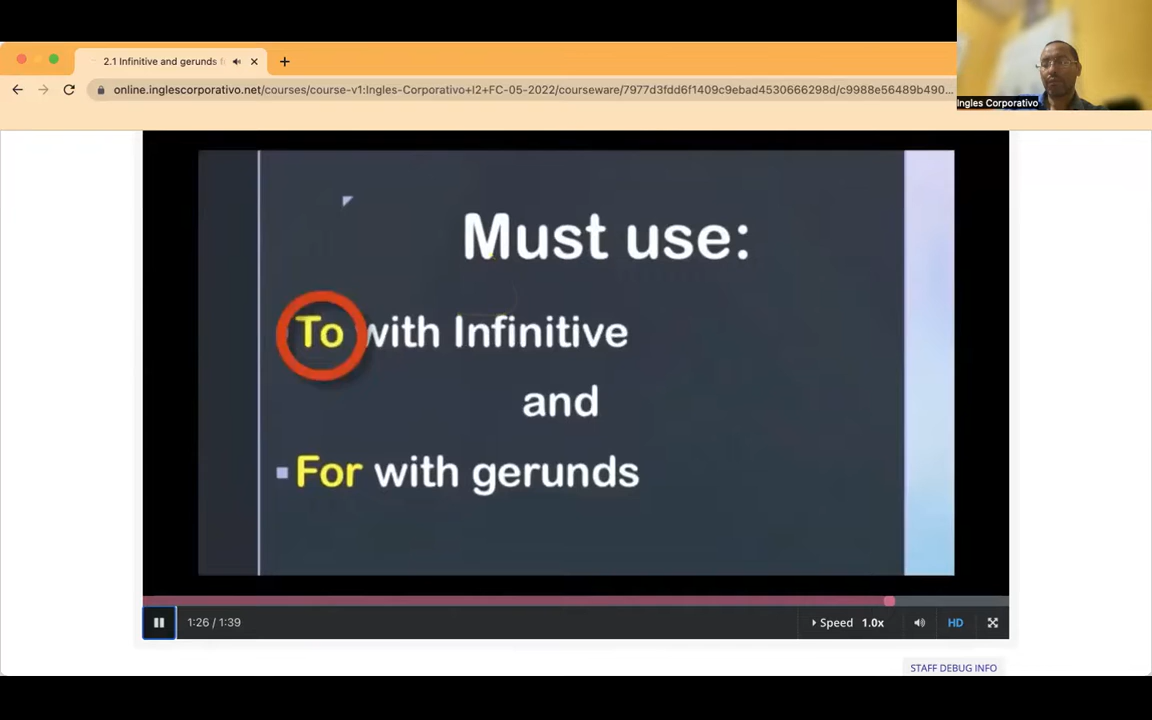 2.1 Infinitive and gerunds f
online.inglescorporativo.net/courses/course-v1:Ingles-Corporativo+I2+FC-05-2022/courseware/7977d3fdd6f1409c9ebad4530666298d/c9988e56489b490...
Ingles Corporativo
Must use:
To with Infinitive
and
For with gerunds
1:26 / 1:39
Speed 1.0x
HD
STAFF DEBUG INFO